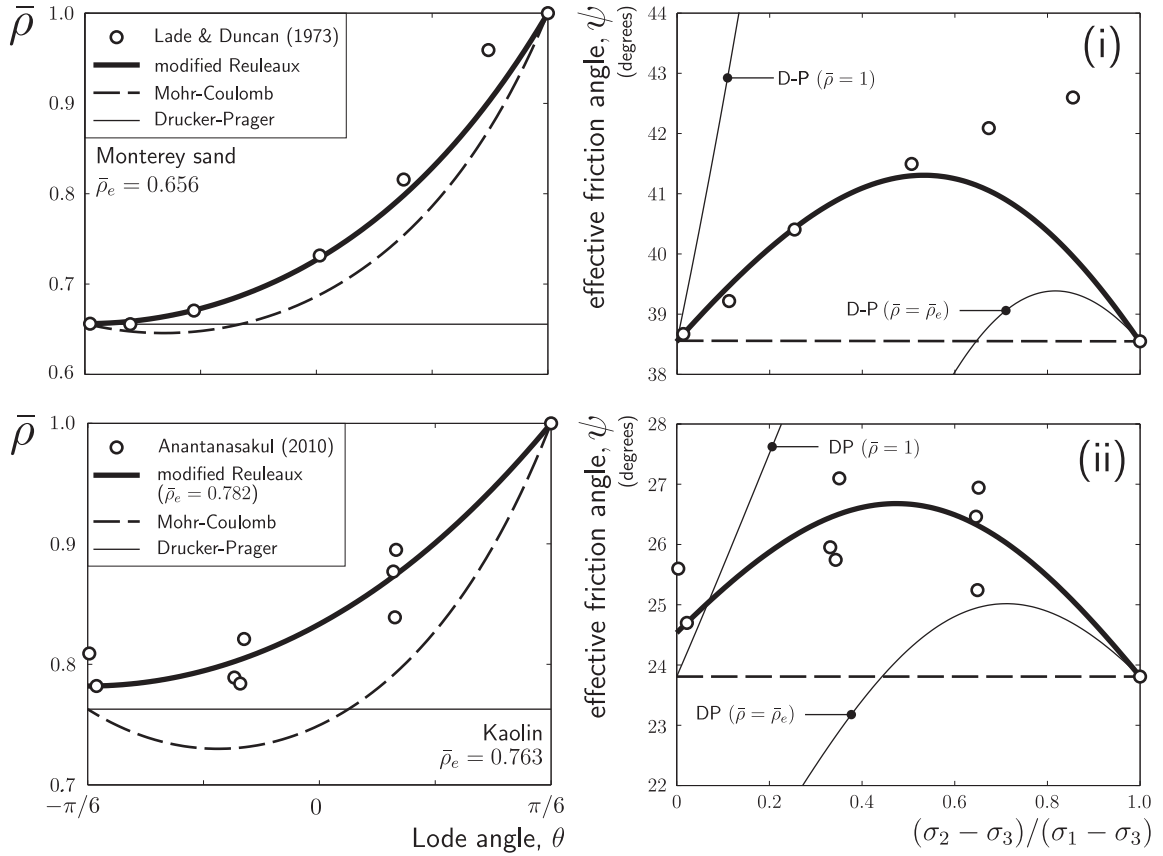 ρ̄
1.0
0.9
0.8
0.7
0.6
Lade & Duncan (1973)
modified Reuleaux
Mohr-Coulomb
Drucker-Prager
Monterey sand
ρ̄e = 0.656
effective friction angle, ψ
(degrees)
44
43
42
41
40
39
38
(i)
D-P (ρ̄ = 1)
D-P (ρ̄ = ρ̄e)
ρ̄
1.0
0.9
0.8
0.7
Anantanasakul (2010)
modified Reuleaux
(ρ̄e = 0.782)
Mohr-Coulomb
Drucker-Prager
Kaolin
ρ̄e = 0.763
−π/6
0
π/6
Lode angle, θ
effective friction angle, ψ
(degrees)
28
27
26
25
24
23
22
(ii)
DP (ρ̄ = 1)
DP (ρ̄ = ρ̄e)
0
0.2
0.4
0.6
0.8
1.0
(σ2 − σ3)/(σ1 − σ3)